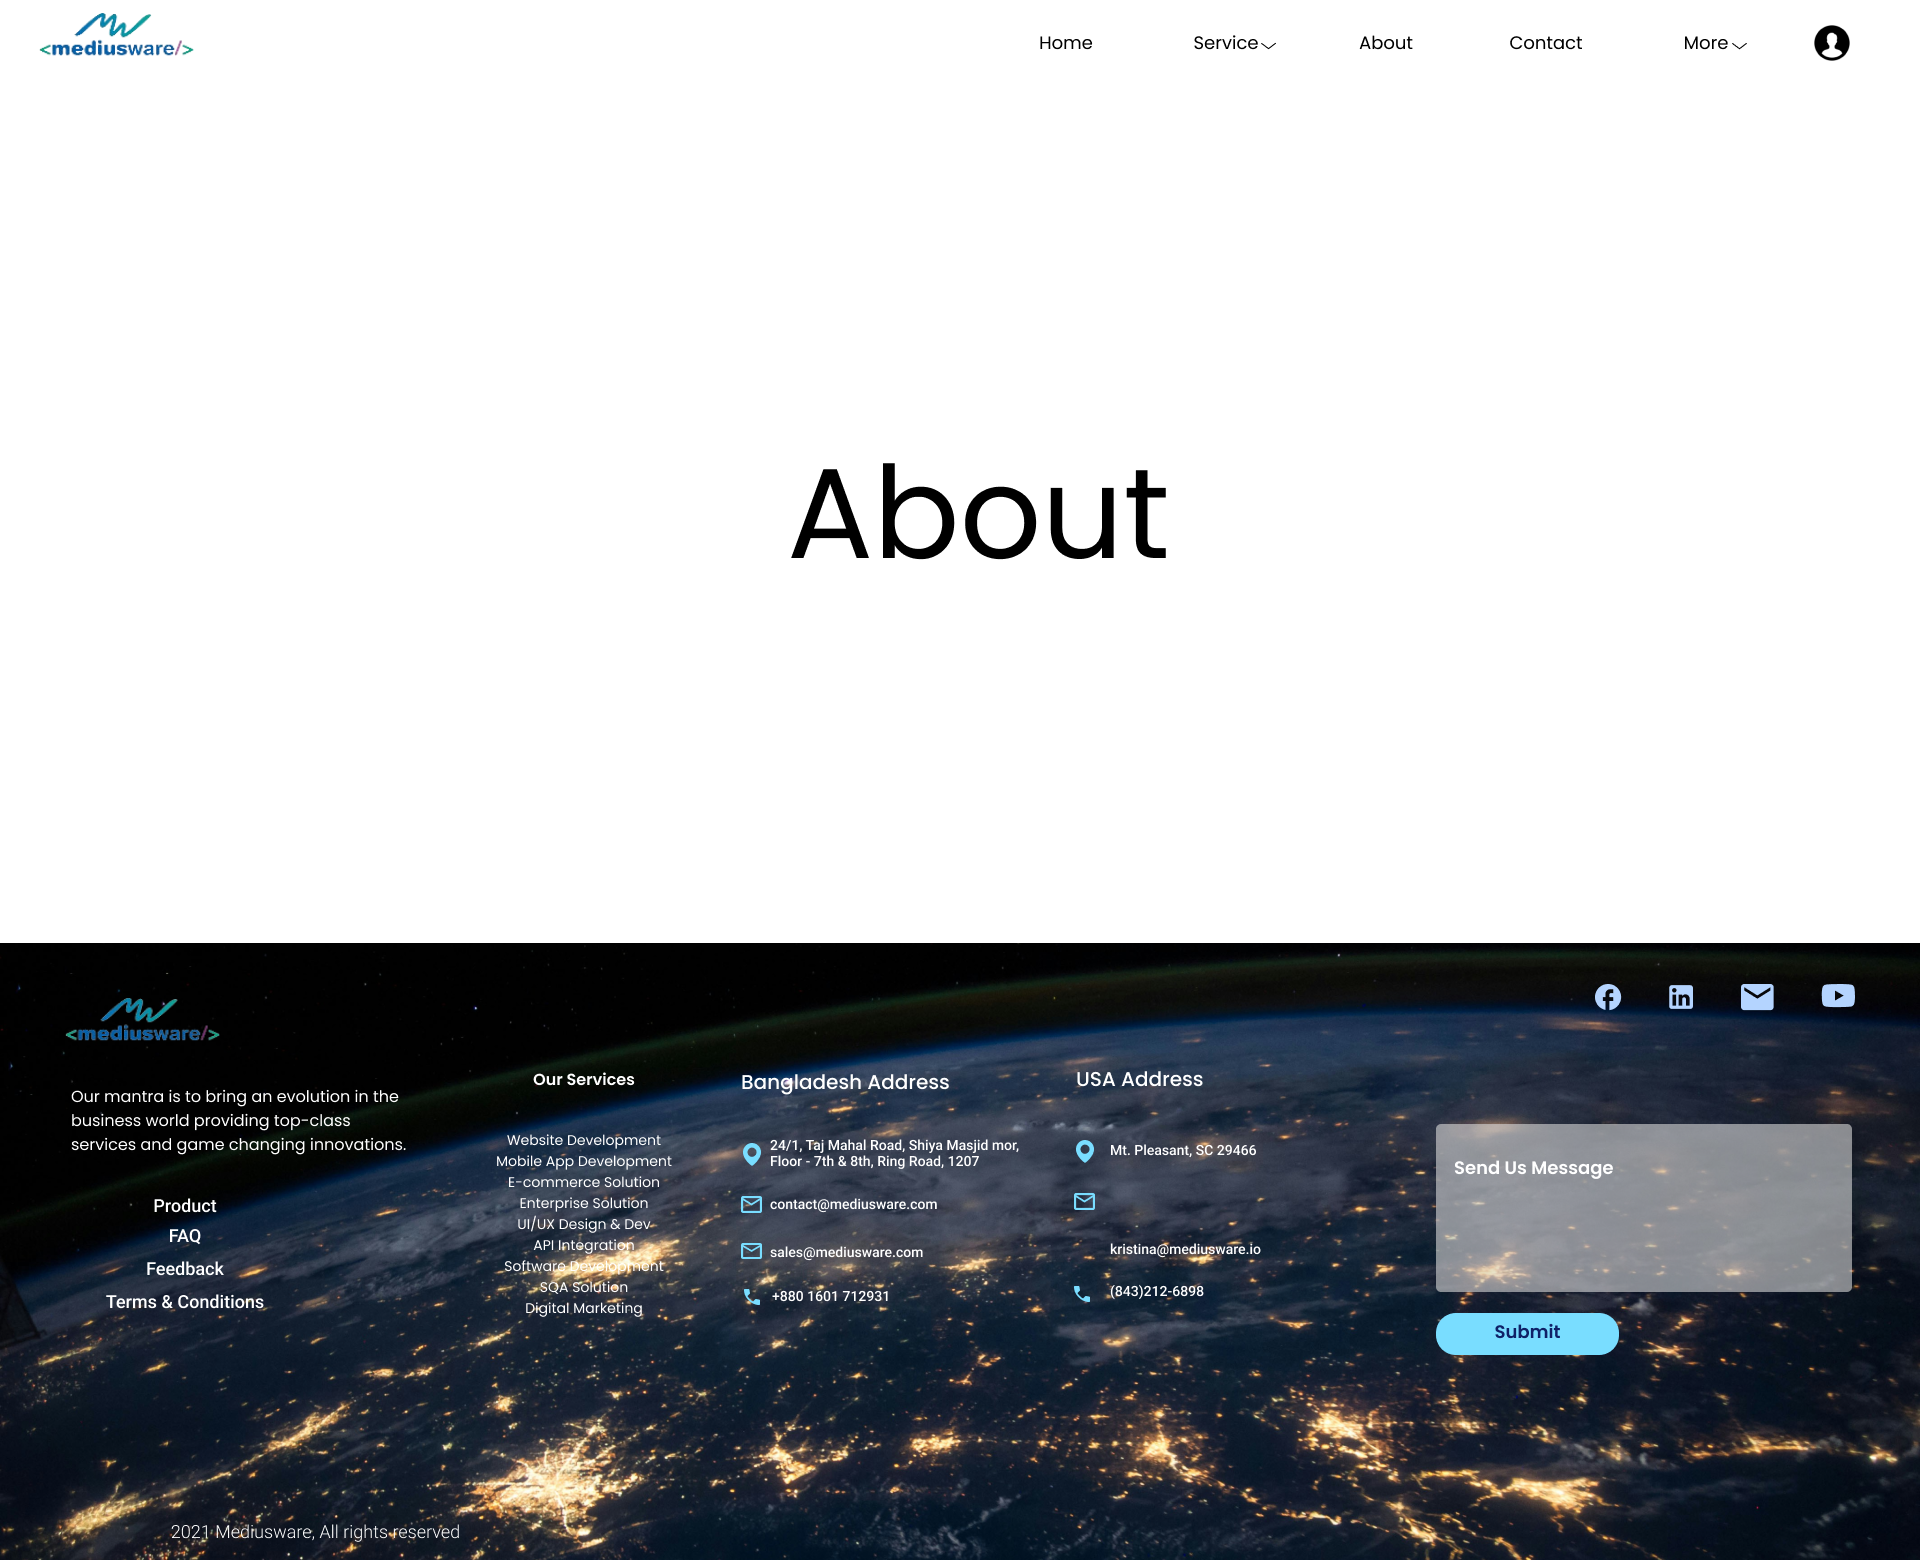 <mediusware/>
Home
Service
About
Contact
More
About
<mediusware/>
Our mantra is to bring an evolution in the
business world providing top-class
services and game changing innovations.
Product
FAQ
Feedback
Terms & Conditions
Our Services
Website Development
Mobile App Development
E-commerce Solution
Enterprise Solution
UI/UX Design & Dev
API Integration
Software Development
SQA Solution
Digital Marketing
Bangladesh Address
24/1, Taj Mahal Road, Shiya Masjid mor,
Floor - 7th & 8th, Ring Road, 1207
contact@mediusware.com
sales@mediusware.com
+880 1601 712931
USA Address
Mt. Pleasant, SC 29466
kristina@mediusware.io
(843)212-6898
Send Us Message
Submit
2021 Mediusware, All rights reserved